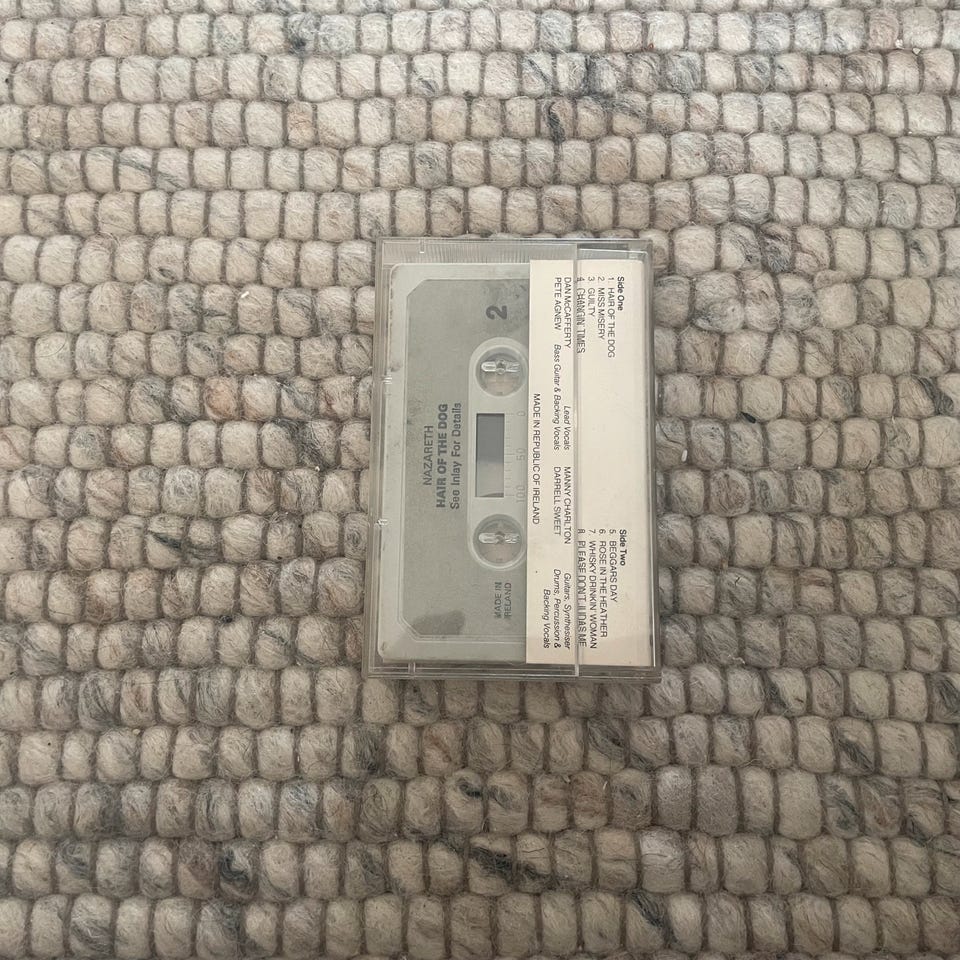 Side One
1. HAIR OF THE DOG
2. MISS MISERY
3. GUILTY
4. CHANGIN' TIMES
Side Two
5. BEGGARS DAY
6. ROSE IN THE HEATHER
7. WHISKY DRINKIN' WOMAN
8. PLEASE DON'T JUDAS ME
DAN McCAFFERTY Lead Vocals
PETE AGNEW Bass Guitar & Backing Vocals
MANNY CHARLTON Guitars, Synthesiser
DARRELL SWEET Drums, Percussion &
Backing Vocals
MADE IN REPUBLIC OF IRELAND
2
0 50 100
MADE IN
IRELAND
NAZARETH
HAIR OF THE DOG
See Inlay For Details